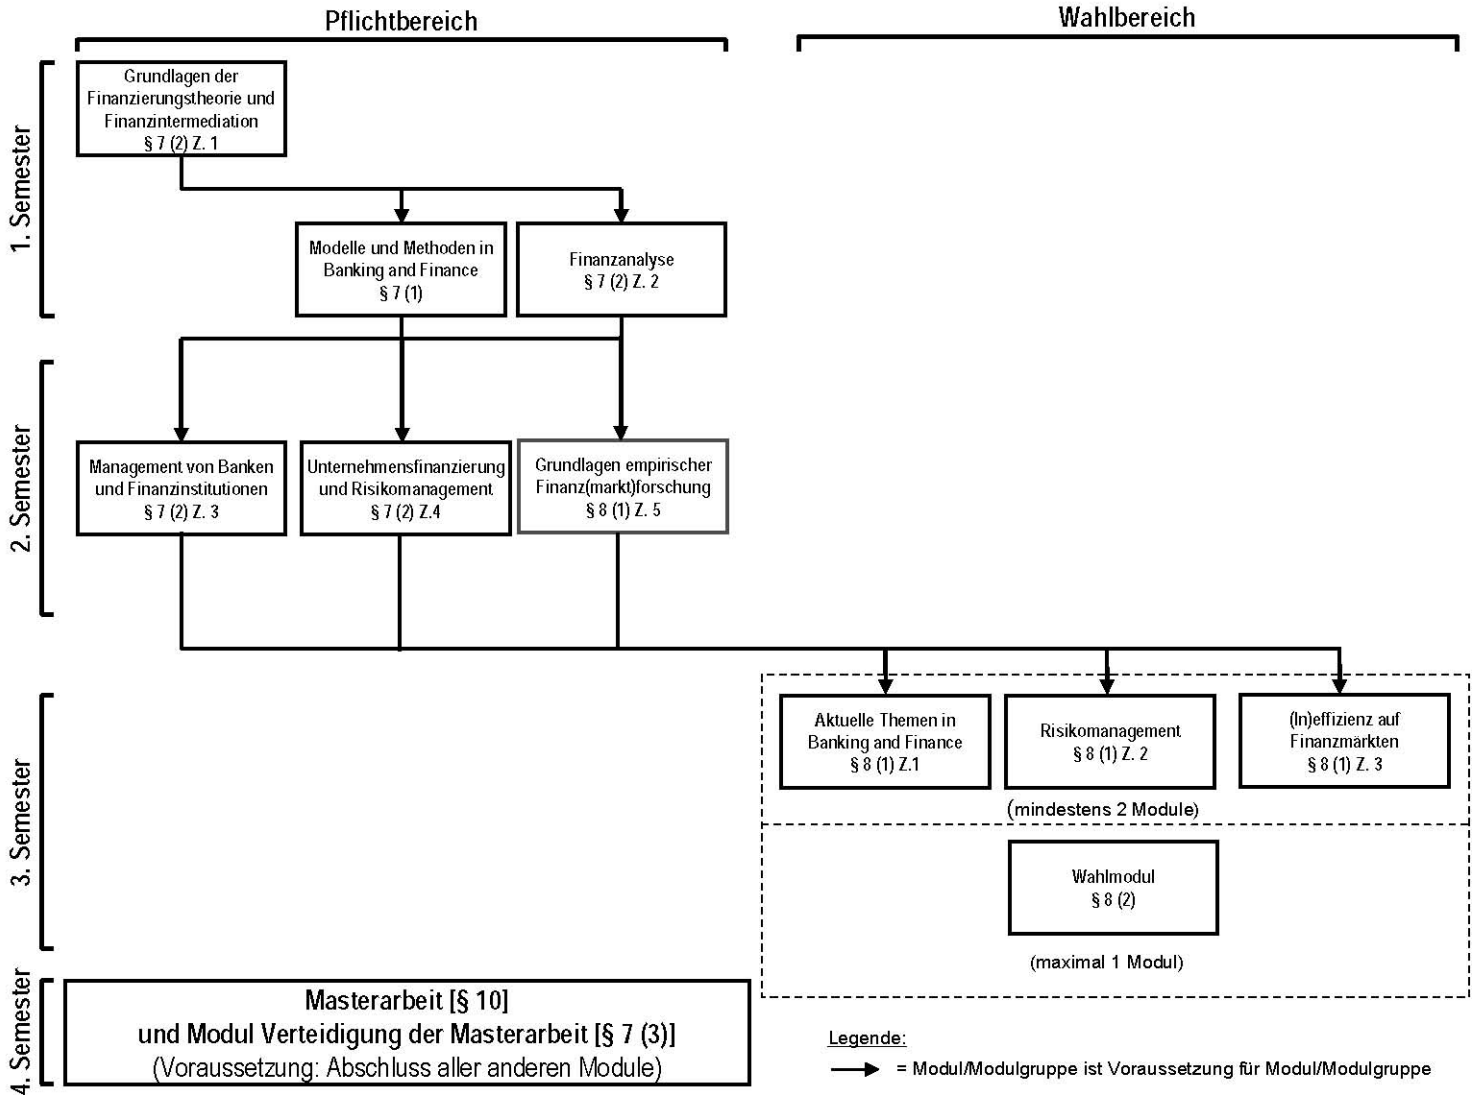 Pflichtbereich
Wahlbereich
1. Semester
Grundlagen der
Finanzierungstheorie und
Finanzintermediation
§ 7 (2) Z. 1
Modelle und Methoden in
Banking and Finance
§ 7 (1)
Finanzanalyse
§ 7 (2) Z. 2
2. Semester
Management von Banken
und Finanzinstitutionen
§ 7 (2) Z. 3
Unternehmensfinanzierung
und Risikomanagement
§ 7 (2) Z.4
Grundlagen empirischer
Finanz(markt)forschung
§ 8 (1) Z. 5
3. Semester
Aktuelle Themen in
Banking and Finance
§ 8 (1) Z.1
Risikomanagement
§ 8 (1) Z. 2
(In)effizienz auf
Finanzmärkten
§ 8 (1) Z. 3
(mindestens 2 Module)
Wahlmodul
§ 8 (2)
(maximal 1 Modul)
4. Semester
Masterarbeit [§ 10]
und Modul Verteidigung der Masterarbeit [§ 7 (3)]
(Voraussetzung: Abschluss aller anderen Module)
Legende:
= Modul/Modulgruppe ist Voraussetzung für Modul/Modulgruppe